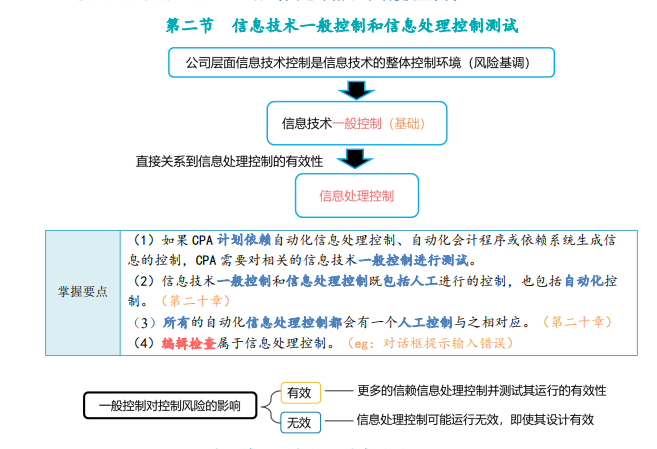 第二节 信息技术一般控制和信息处理控制测试
公司层面信息技术控制是信息技术的整体控制环境（风险基调）
信息技术一般控制（基础）
直接关系到信息处理控制的有效性
信息处理控制
掌握要点
（1）如果 CPA 计划依赖自动化信息处理控制、自动化会计程序或依赖系统生成信
息的控制，CPA 需要对相关的信息技术一般控制进行测试。
（2）信息技术一般控制和信息处理控制既包括人工进行的控制，也包括自动化控
制。（第二十章）
（3）所有的自动化信息处理控制都会有一个人工控制与之相对应。（第二十章）
（4）编辑检查属于信息处理控制。（eg：对话框提示输入错误）
一般控制对控制风险的影响
有效
更多的信赖信息处理控制并测试其运行的有效性
无效
信息处理控制可能运行无效，即使其设计有效